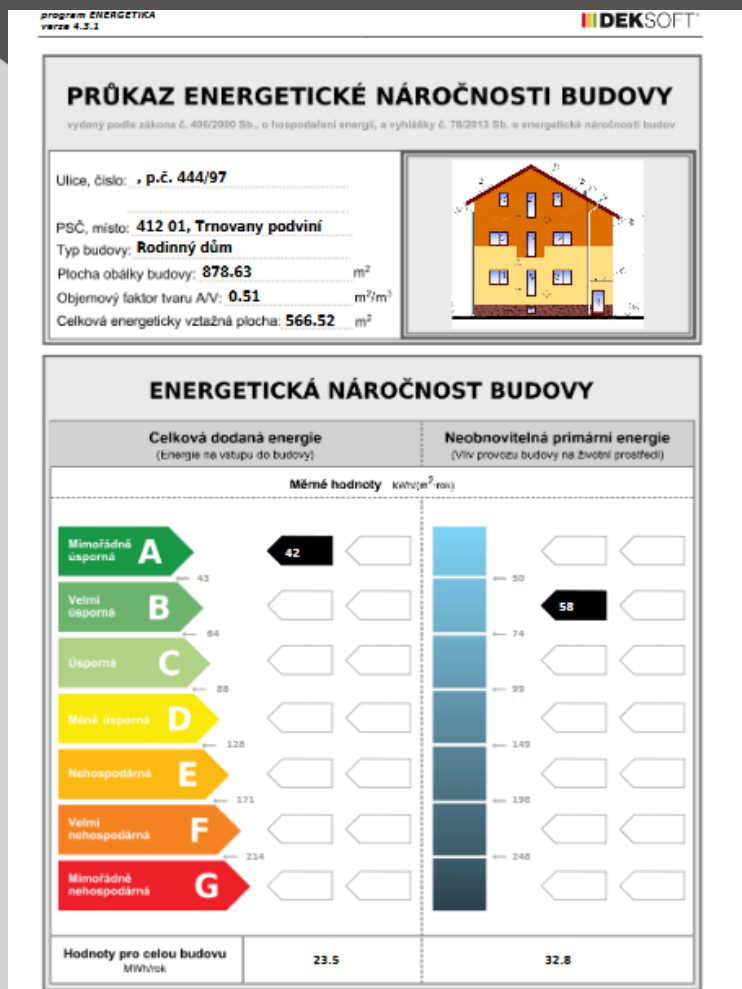 program ENERGETIKA
verze 4.3.1
DEKSOFT
PRŮKAZ ENERGETICKÉ NÁROČNOSTI BUDOVY
vydaný podle zákona č. 406/2000 Sb., o hospodaření energií, a vyhlášky č. 78/2013 Sb. o energetické náročnosti budov
Ulice, číslo: , p.č. 444/97
PSČ, místo: 412 01, Trnovany podviní
Typ budovy: Rodinný dům
Plocha obálky budovy: 878.63 m²
Objemový faktor tvaru A/V: 0.51 m²/m³
Celková energeticky vztažná plocha: 566.52 m²
ENERGETICKÁ NÁROČNOST BUDOVY
Celková dodaná energie
(Energie na vstupu do budovy)
Neobnovitelná primární energie
(Vliv provozu budovy na životní prostředí)
Měrné hodnoty kWh/(m²·rok)
Mimořádně úsporná A 42
43 50
Velmi úsporná B 58
64 74
Úsporná C
88 99
Méně úsporná D
128 149
Nehospodárná E
171 198
Velmi nehospodárná F
214 248
Mimořádně nehospodárná G
Hodnoty pro celou budovu
MWh/rok
23.5 32.8